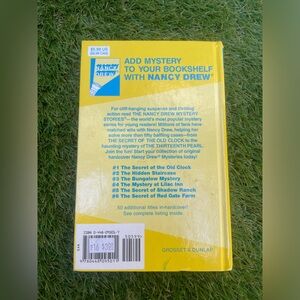 $5.99 US
NANCY
DREW
ADD MYSTERY
TO YOUR BOOKSHELF
WITH NANCY DREW
For cliff-hanging suspense and thrilling
action read THE NANCY DREW MYSTERY
STORIES—the world's most popular mystery
series for young readers! Millions of fans have
matched wits with Nancy Drew, helping her
solve more than fifty baffling cases—from
THE SECRET OF THE OLD CLOCK to the
haunting mystery of THE THIRTEENTH PEARL.
Join the fun! Start your collection of original
hardcover Nancy Drew Mysteries today!
#1 The Secret of the Old Clock
#2 The Hidden Staircase
#3 The Bungalow Mystery
#4 The Mystery at Lilac Inn
#5 The Secret of Shadow Ranch
#6 The Secret of Red Gate Farm
50 additional titles in hardcover!
See complete listing inside.
GROSSET & DUNLAP